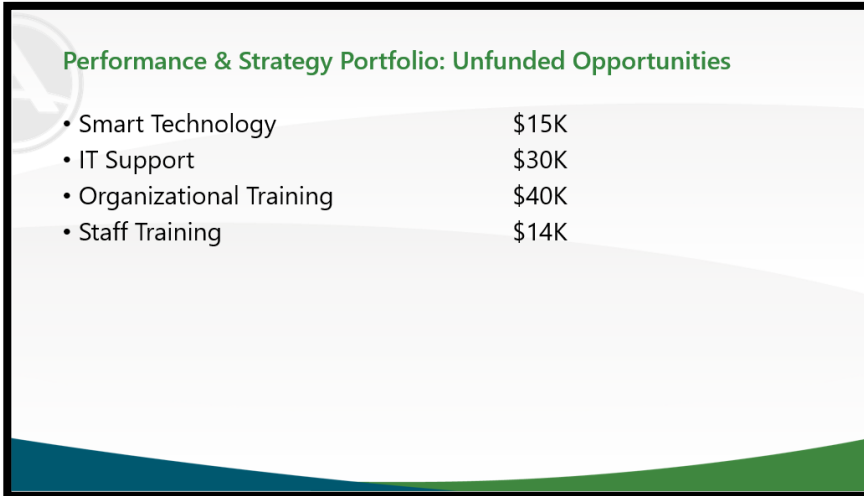 Performance & Strategy Portfolio: Unfunded Opportunities
• Smart Technology $15K
• IT Support $30K
• Organizational Training $40K
• Staff Training $14K